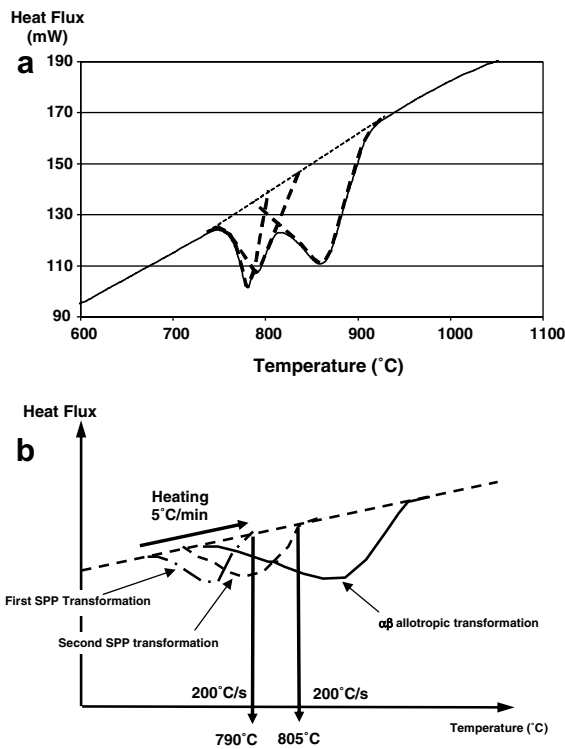 Heat Flux
(mW)
a
190
170
150
130
110
90
600 700 800 900 1000 1100
Temperature (˚C)
Heat Flux
b
Heating
5˚C/min
First SPP Transformation
Second SPP transformation
αβ allotropic transformation
200˚C/s 200˚C/s
790˚C 805˚C
Temperature (˚C)